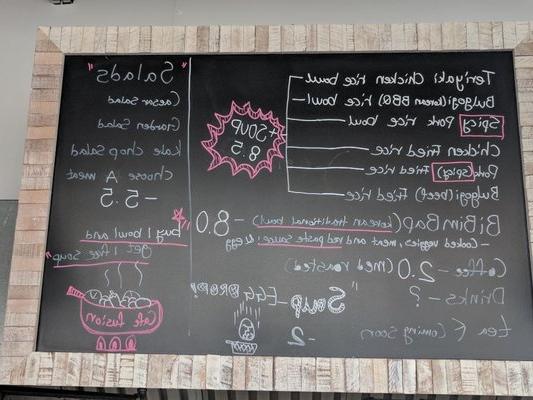 Teriyaki Chicken rice bowl
Bulgogi (Korean BBQ) rice bowl
Spicy Pork rice bowl
Chicken Fried rice
Pork (Spicy) Fried rice
Bulgogi (beef) Fried rice
+ SOUP
8.5
BiBimBap (korean traditional bowl) - 8.0
- Cooked veggies, meat, and red paste sauce, 1 egg
Coffee - 2.0 (med roasted)
Drinks - ?
tea (Coming soon
"Soup - EGG DROP!
- 2
"Salads"
Caesar Salad
Garden Salad
Kale chop Salad
Choose A meat
- 5.5
buy 1 bowl and
get 1 free soup"
Cafe fusion